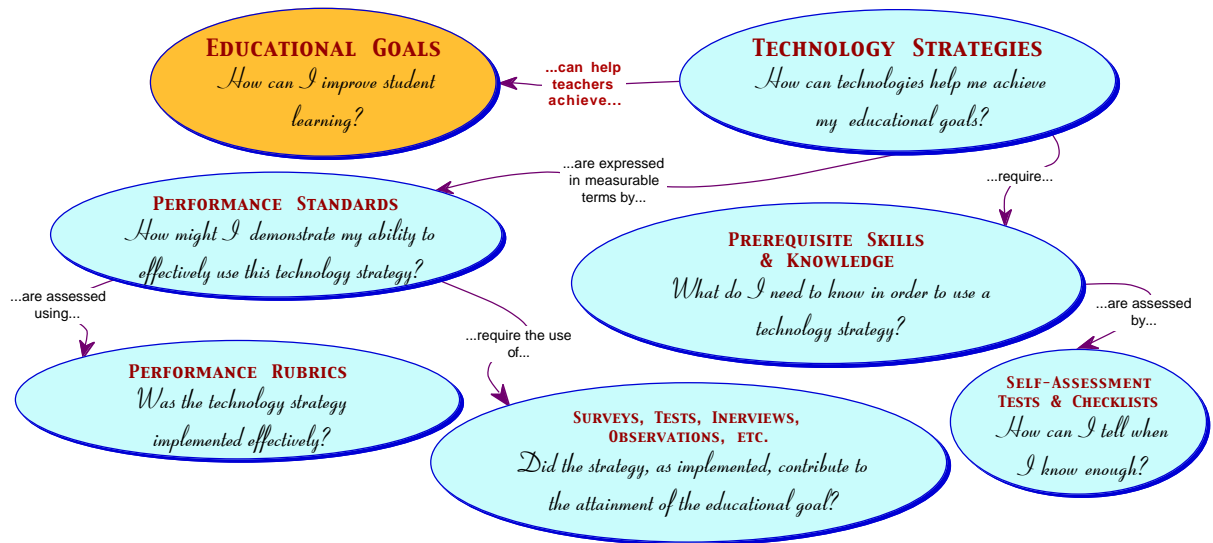 EDUCATIONAL GOALS
How can I improve student
learning?
...can help
teachers
achieve...
TECHNOLOGY STRATEGIES
How can technologies help me achieve
my educational goals?
...are expressed
in measurable
terms by...
...require...
PERFORMANCE STANDARDS
How might I demonstrate my ability to
effectively use this technology strategy?
PREREQUISITE SKILLS
& KNOWLEDGE
What do I need to know in order to use a
technology strategy?
...are assessed
using...
...require the use
of...
...are assessed
by...
PERFORMANCE RUBRICS
Was the technology strategy
implemented effectively?
SURVEYS, TESTS, INERVIEWS,
OBSERVATIONS, ETC.
Did the strategy, as implemented, contribute to
the attainment of the educational goal?
SELF-ASSESSMENT
TESTS & CHECKLISTS
How can I tell when
I know enough?